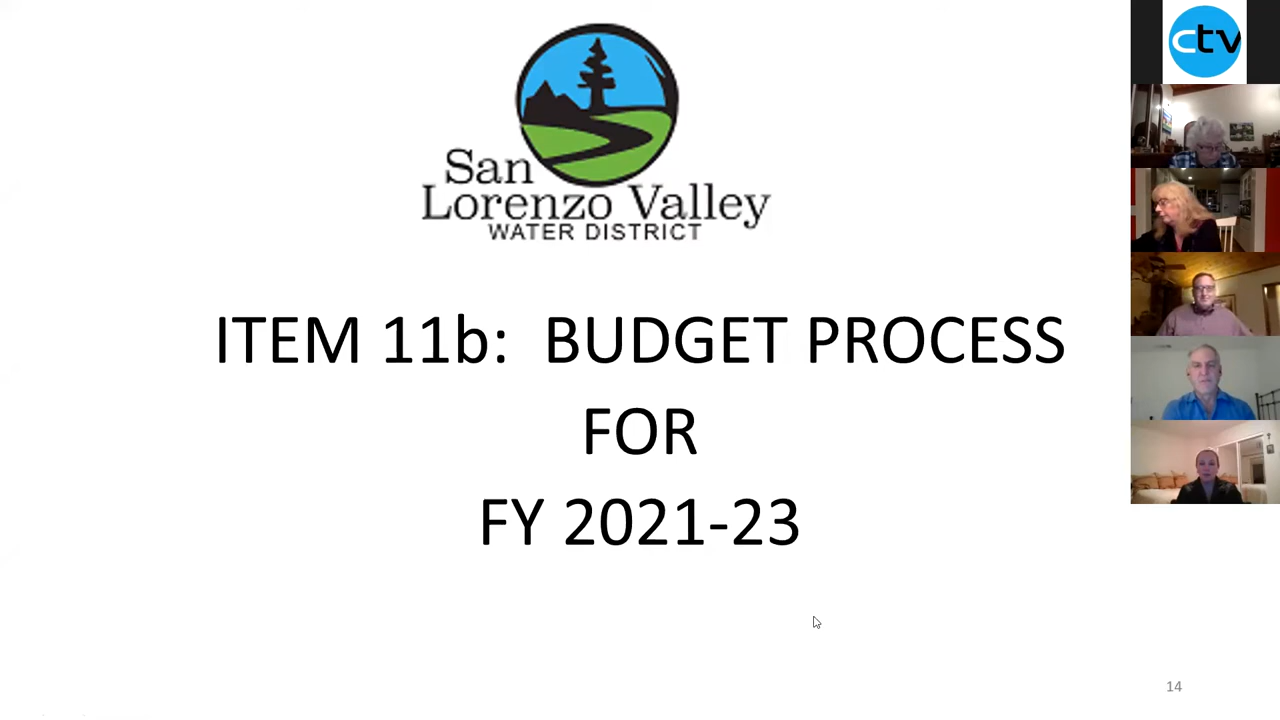 San
Lorenzo Valley
WATER DISTRICT
ITEM 11b:  BUDGET PROCESS
FOR
FY 2021-23
14
ctv